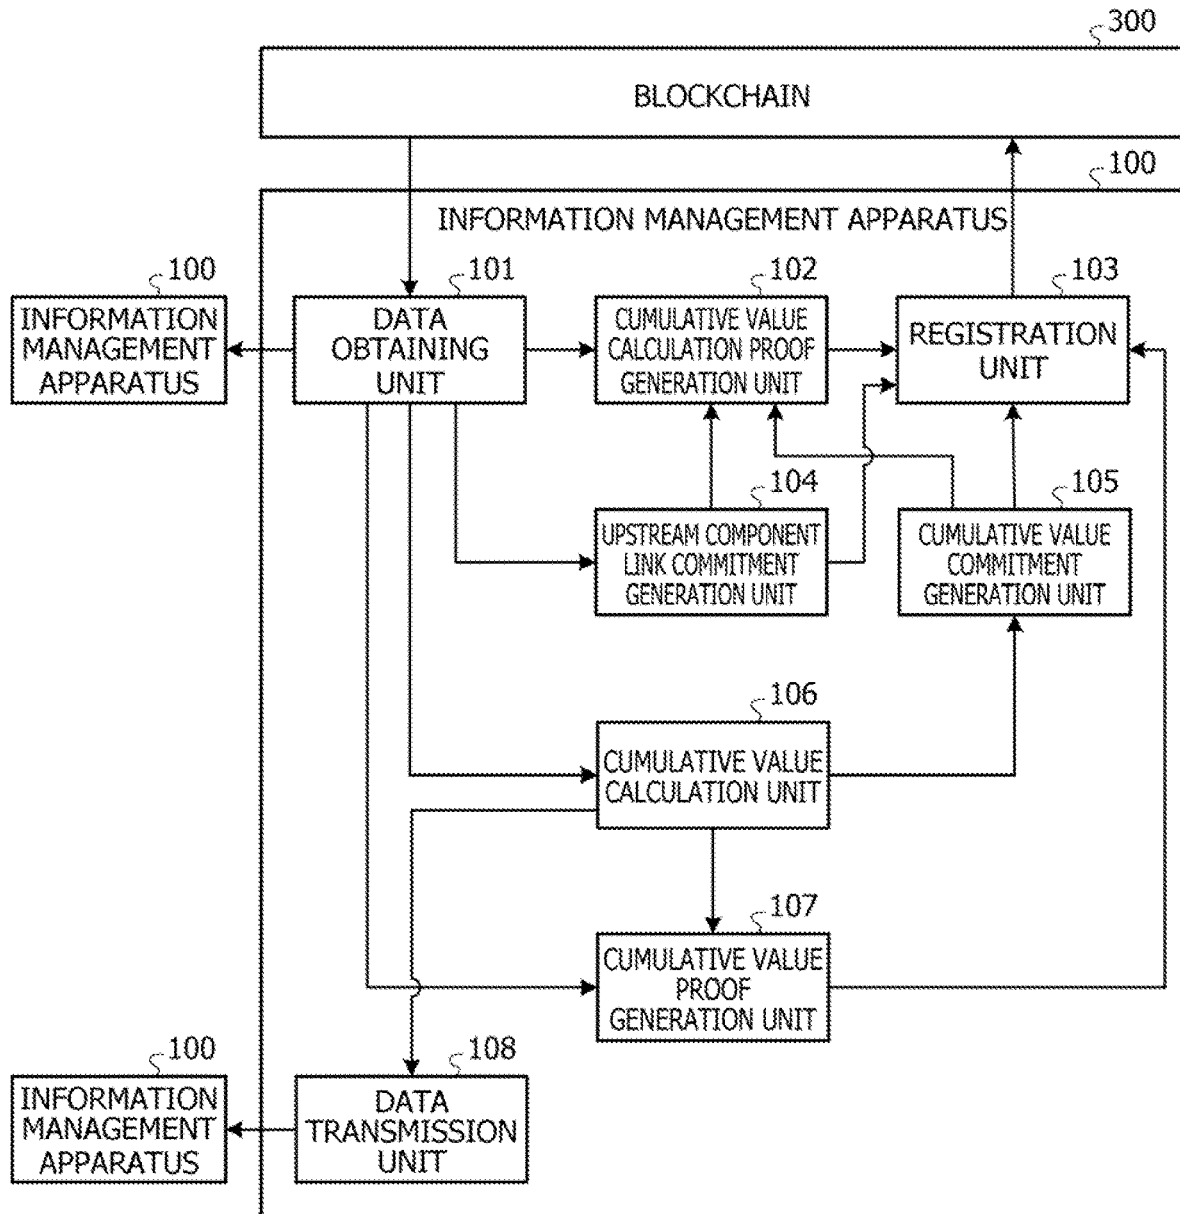 300
BLOCKCHAIN
100
INFORMATION MANAGEMENT APPARATUS
100
INFORMATION
MANAGEMENT
APPARATUS
101
DATA
OBTAINING
UNIT
102
CUMULATIVE VALUE
CALCULATION PROOF
GENERATION UNIT
103
REGISTRATION
UNIT
104
UPSTREAM COMPONENT
LINK COMMITMENT
GENERATION UNIT
105
CUMULATIVE VALUE
COMMITMENT
GENERATION UNIT
106
CUMULATIVE VALUE
CALCULATION UNIT
107
CUMULATIVE VALUE
PROOF
GENERATION UNIT
100
INFORMATION
MANAGEMENT
APPARATUS
108
DATA
TRANSMISSION
UNIT